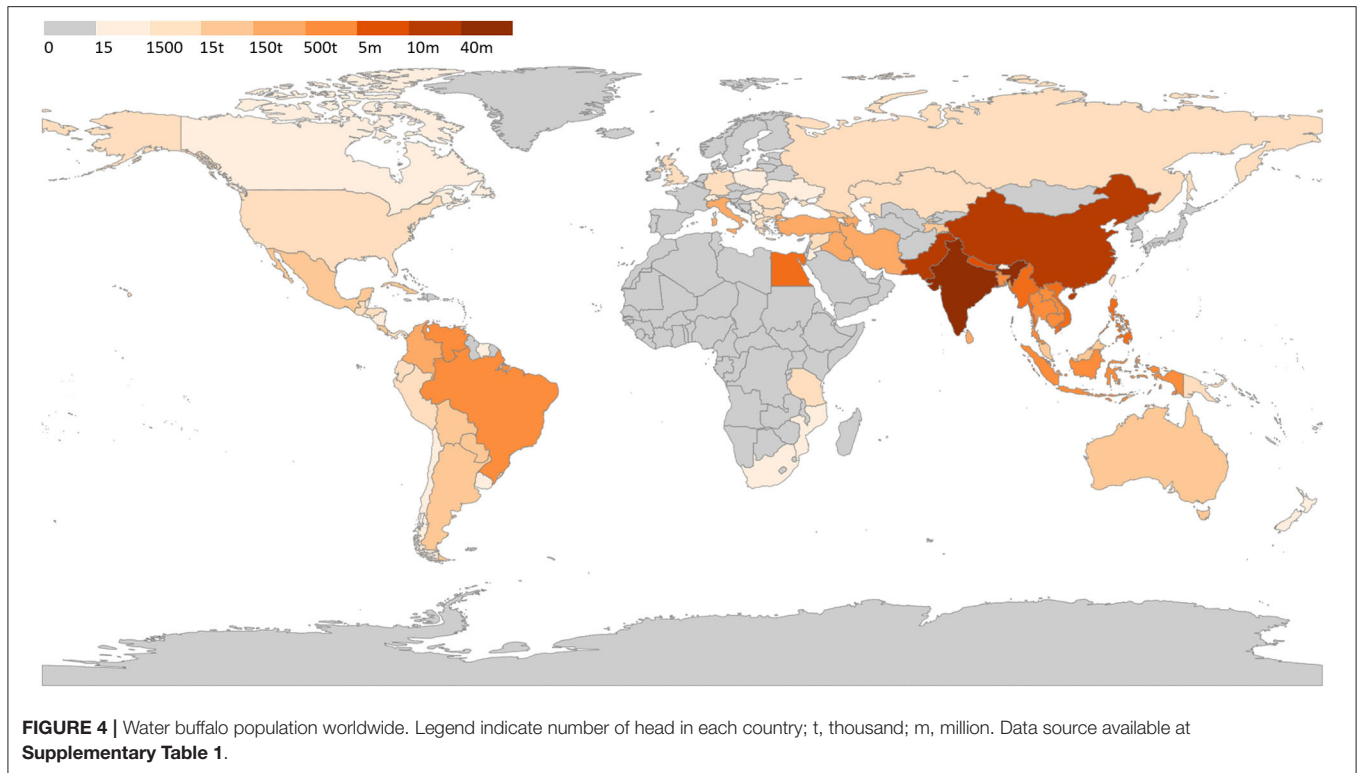 0 15 1500 15t 150t 500t 5m 10m 40m
FIGURE 4 | Water buffalo population worldwide. Legend indicate number of head in each country; t, thousand; m, million. Data source available at
Supplementary Table 1.